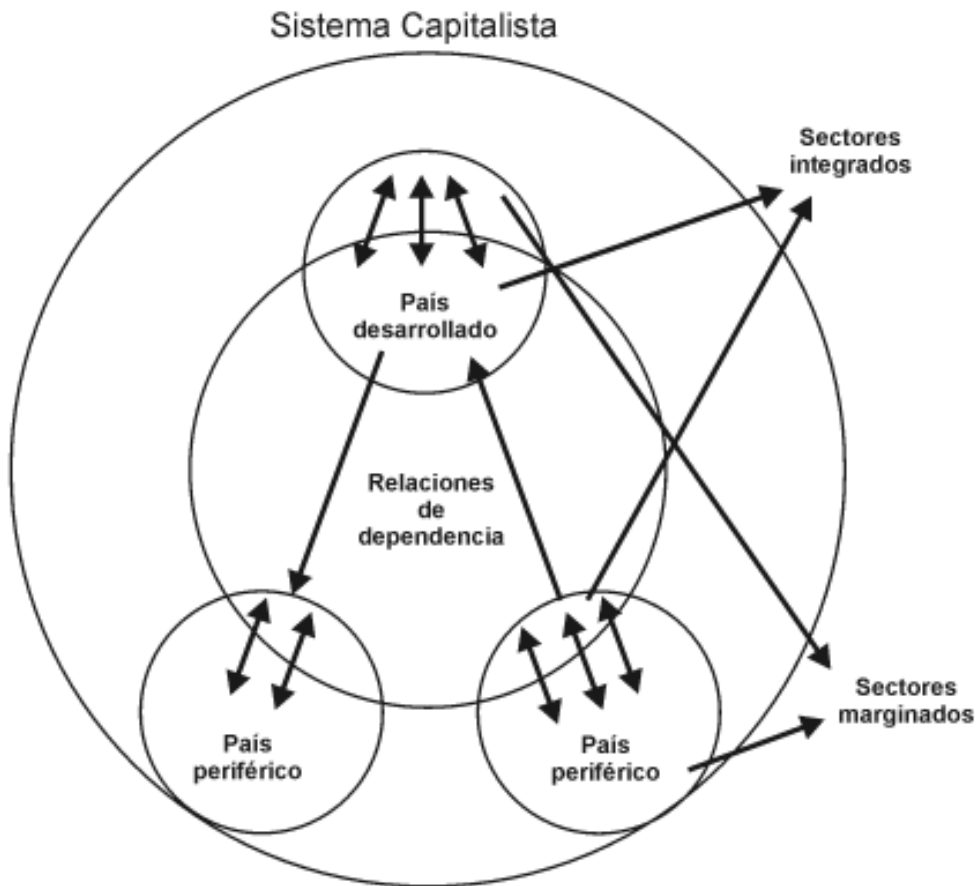 Sistema Capitalista
Sectores
integrados
País
desarrollado
Relaciones
de
dependencia
País
periférico
País
periférico
Sectores
marginados